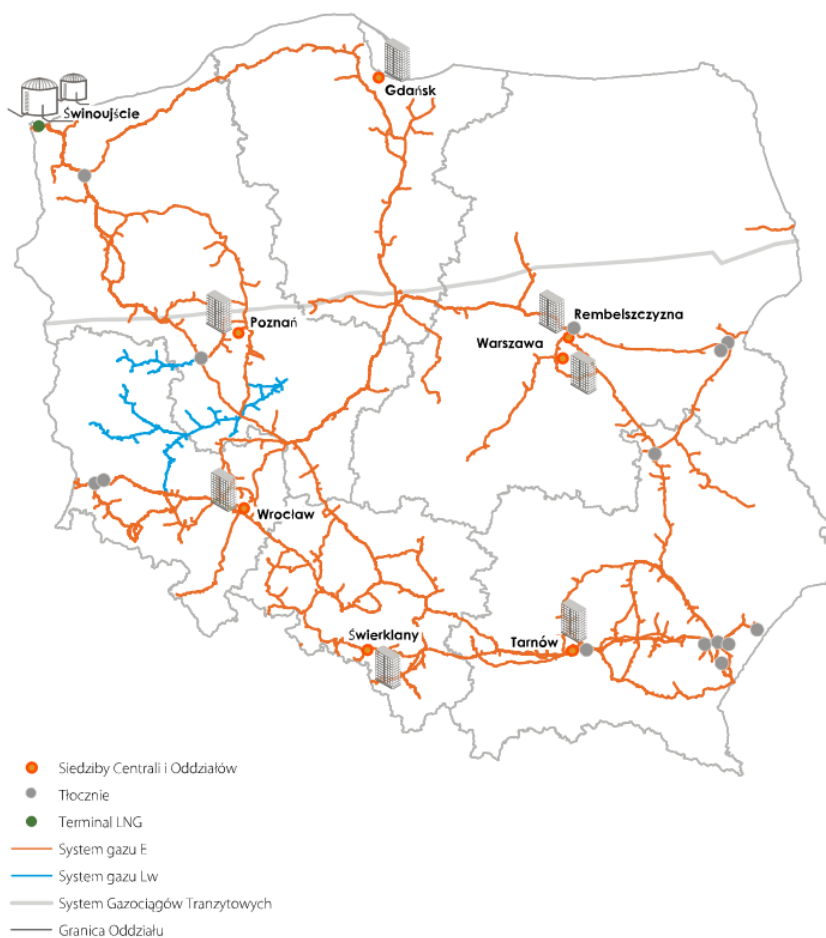 Gdańsk
Świnoujście
Poznań
Rembelszczyzna
Warszawa
Wrocław
Świerklany
Tarnów
Siedziby Centrali i Oddziałów
Tłocznie
Terminal LNG
System gazu E
System gazu Lw
System Gazociągów Tranzytowych
Granica Oddziału